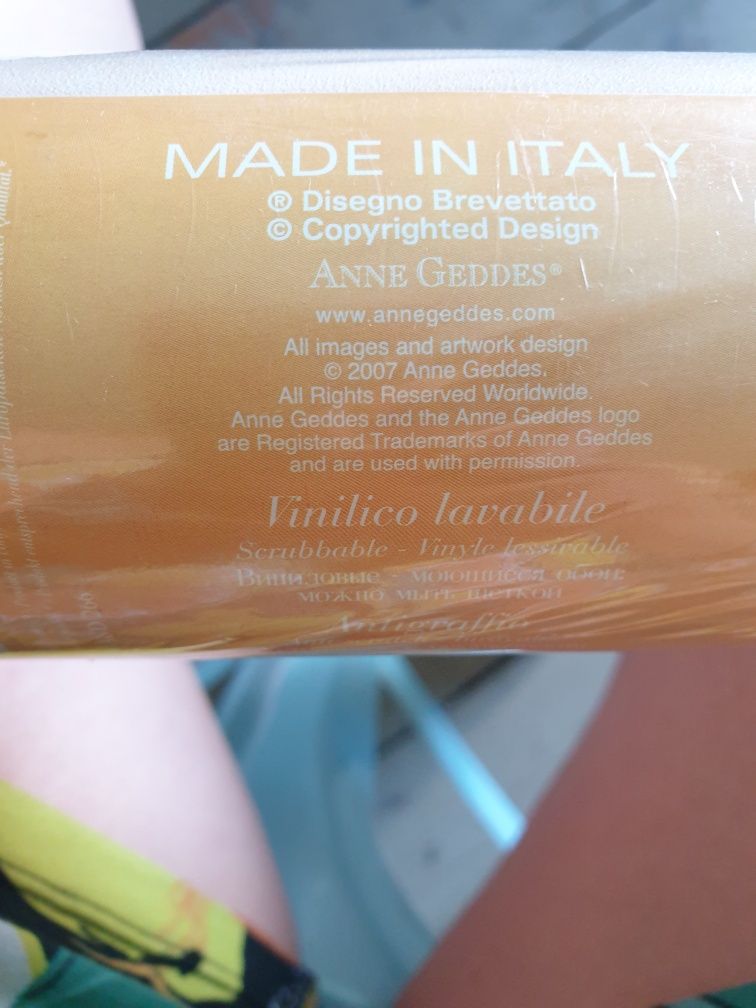 MADE IN ITALY
® Disegno Brevettato
© Copyrighted Design
ANNE GEDDES®
www.annegeddes.com
All images and artwork design
© 2007 Anne Geddes.
All Rights Reserved Worldwide.
Anne Geddes and the Anne Geddes logo
are Registered Trademarks of Anne Geddes
and are used with permission.
Vinilico lavabile
Scrubbable - Vinyle lessivable
Виниловые - моющиеся обои:
можно мыть щеткой
Antigraffio